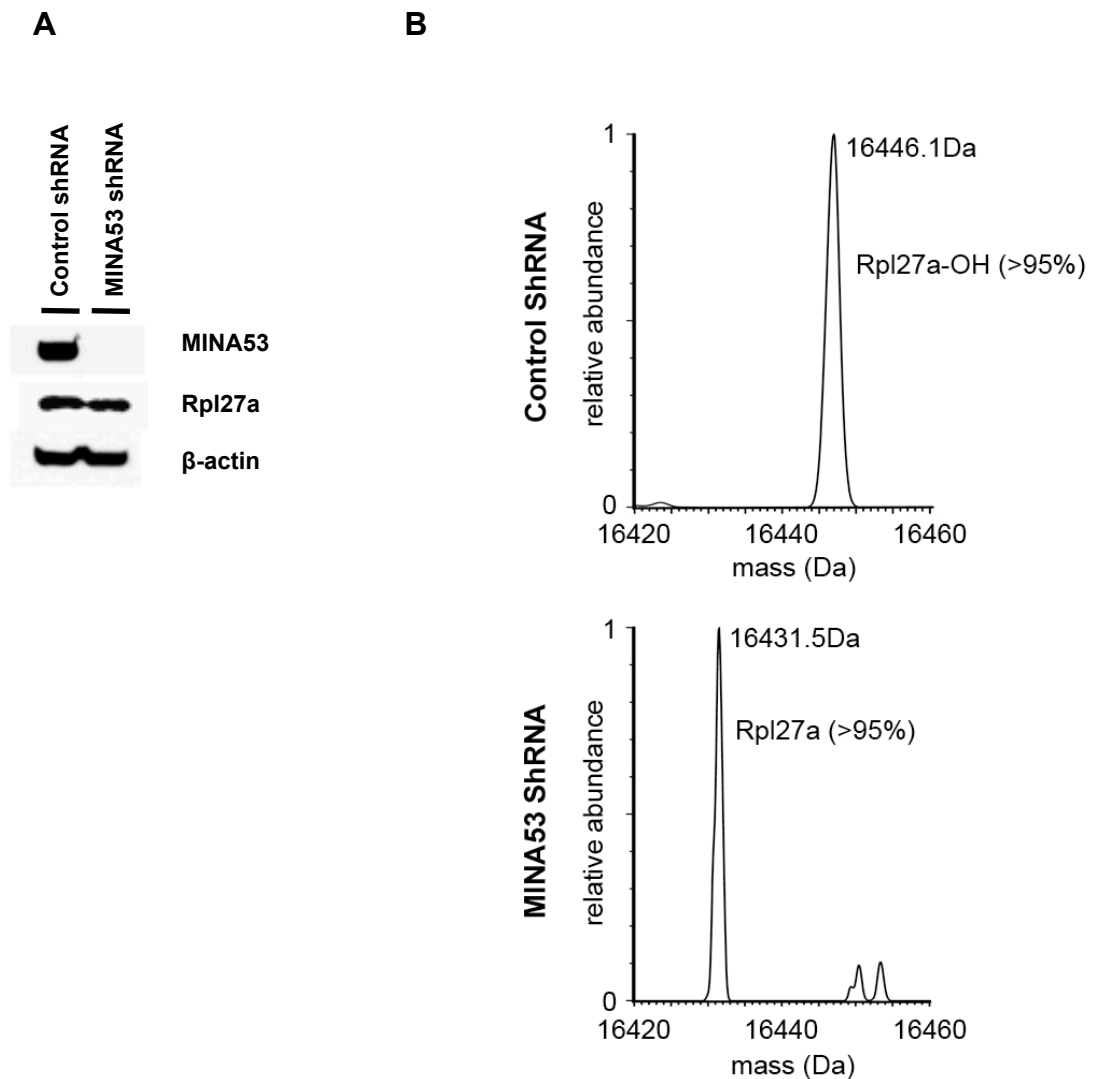 A
B
Control shRNA
MINA53 shRNA
MINA53
Rpl27a
β-actin
Control ShRNA
relative abundance
1
0
16446.1Da
Rpl27a-OH (>95%)
16420
16440
16460
mass (Da)
MINA53 ShRNA
relative abundance
1
0
16431.5Da
Rpl27a (>95%)
16420
16440
16460
mass (Da)